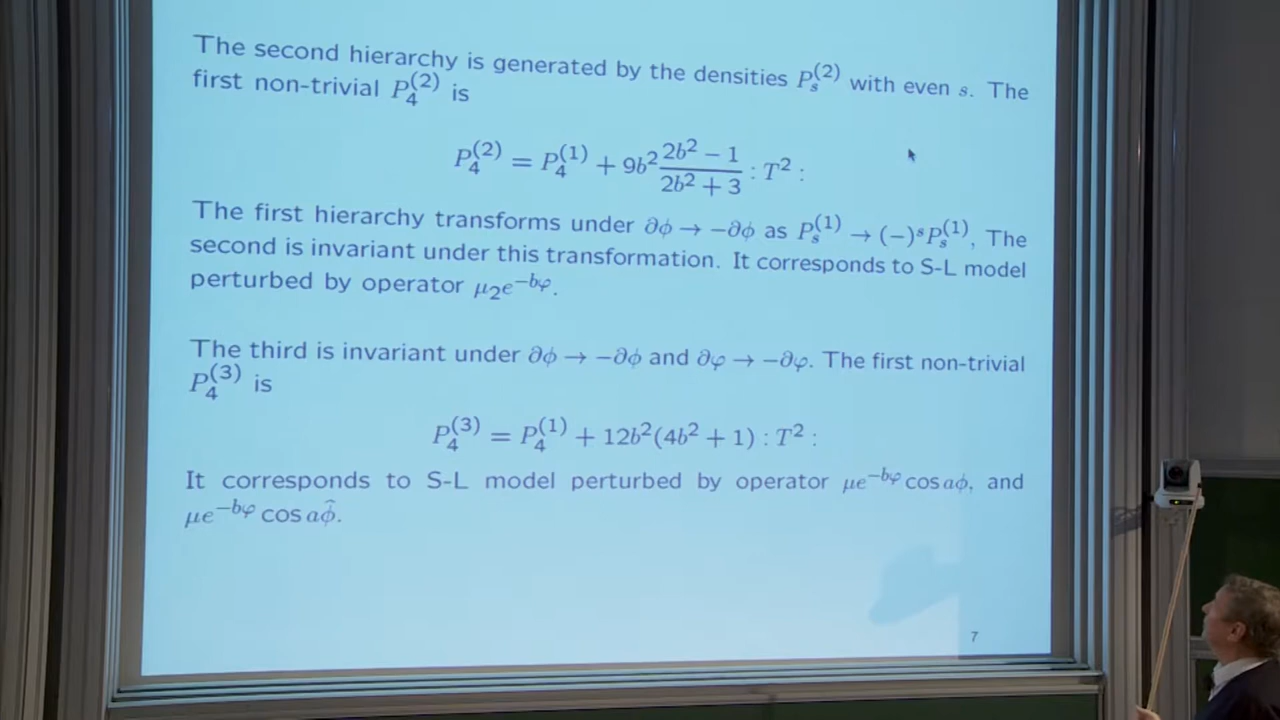 The second hierarchy is generated by the densities P_s^{(2)} with even s. The
first non-trivial P_4^{(2)} is
P_4^{(2)} = P_4^{(1)} + 9b^2 \frac{2b^2 - 1}{2b^2 + 3} : T^2 :
The first hierarchy transforms under ∂ϕ → −∂ϕ as P_s^{(1)} → (−)^s P_s^{(1)}, The
second is invariant under this transformation. It corresponds to S-L model
perturbed by operator μ_2 e^{−bφ}.
The third is invariant under ∂ϕ → −∂ϕ and ∂φ → −∂φ. The first non-trivial
P_4^{(3)} is
P_4^{(3)} = P_4^{(1)} + 12b^2(4b^2 + 1) : T^2 :
It corresponds to S-L model perturbed by operator μe^{−bφ} cos aϕ, and
μe^{−bφ} cos a\hat{ϕ}.
7